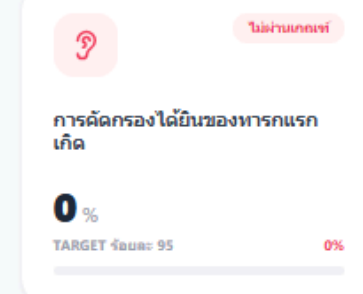 ไม่ผ่านเกณฑ์
การคัดกรองได้ยินของทารกแรก
เกิด
0 %
TARGET ร้อยละ 95 0%